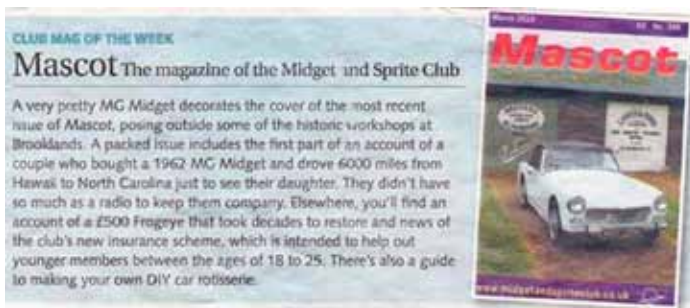 CLUB MAG OF THE WEEK
Mascot The magazine of the Midget and Sprite Club
A very pretty MG Midget decorates the cover of the most recent
issue of Mascot, posing outside some of the historic workshops at
Brooklands. A packed issue includes the first part of an account of a
couple who bought a 1962 MG Midget and drove 6000 miles from
Hawaii to North Carolina just to see their daughter. They didn't have
so much as a radio to keep them company. Elsewhere, you'll find an
account of a £500 Frogeye that took decades to restore and news of
the club's new insurance scheme, which is intended to help out
younger members between the ages of 18 to 25. There's also a guide
to making your own DIY car rotisserie.
March
No.
Mascot
www.midgetandspriteclub.co.uk